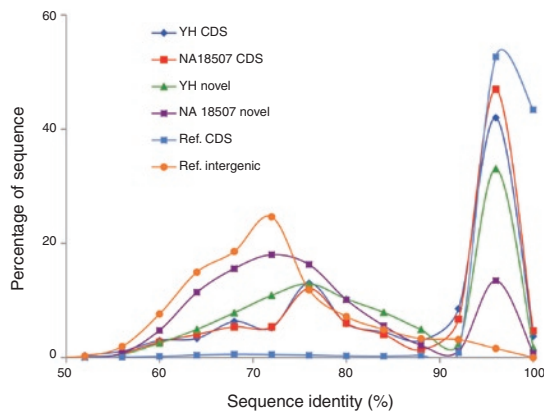 60
YH CDS
NA18507 CDS
YH novel
NA 18507 novel
Ref. CDS
Ref. intergenic
40
20
0
Percentage of sequence
50 60 70 80 90 100
Sequence identity (%)